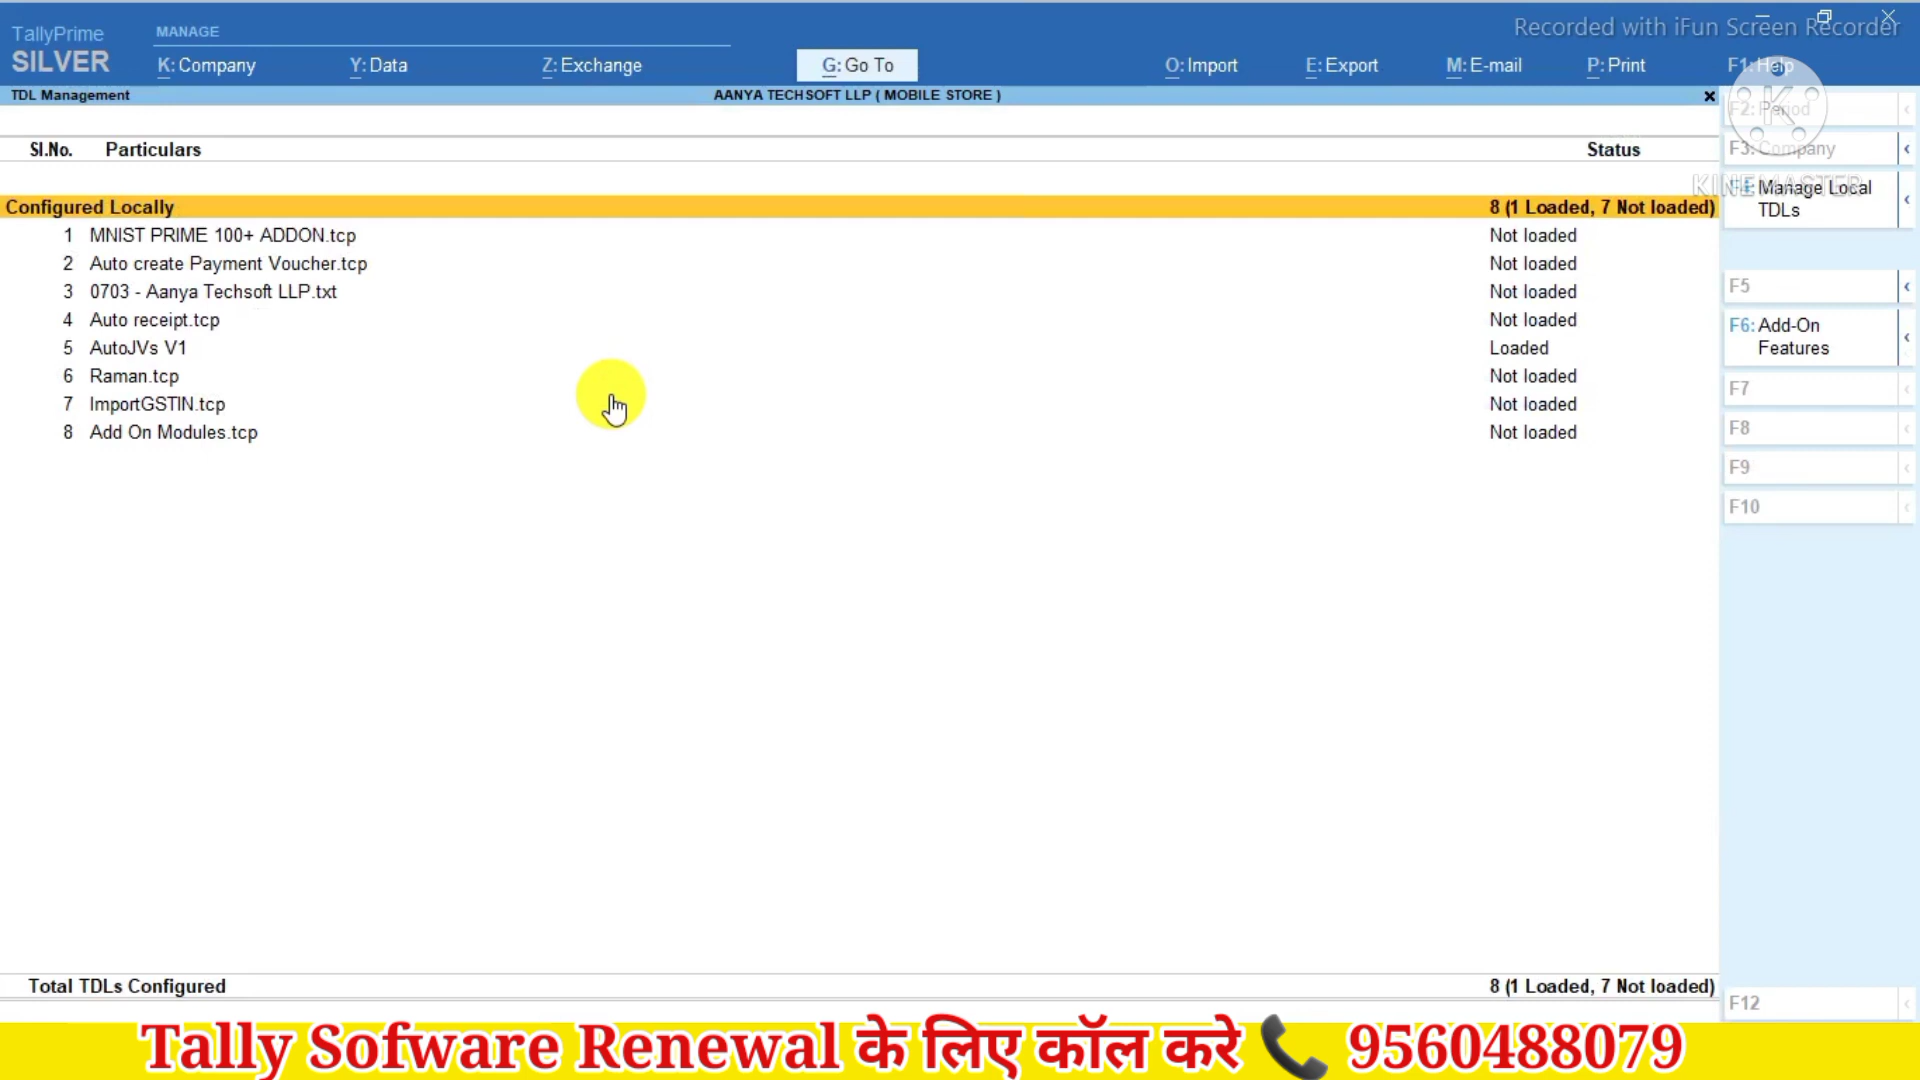 Recorded with iFun Screen Recorder
TallyPrime
SILVER
MANAGE
K: Company
Y: Data
Z: Exchange
G: Go To
O: Import
E: Export
M: E-mail
P: Print
F1: Help
TDL Management
AANYA TECHSOFT LLP ( MOBILE STORE )
Sl.No. Particulars Status
Configured Locally 8 (1 Loaded, 7 Not loaded)
1 MNIST PRIME 100+ ADDON.tcp Not loaded
2 Auto create Payment Voucher.tcp Not loaded
3 0703 - Aanya Techsoft LLP.txt Not loaded
4 Auto receipt.tcp Not loaded
5 AutoJVs V1 Loaded
6 Raman.tcp Not loaded
7 ImportGSTIN.tcp Not loaded
8 Add On Modules.tcp Not loaded
Total TDLs Configured 8 (1 Loaded, 7 Not loaded)
F2: Period
F3: Company
KINEMASTER
F4: Manage Local
TDLs
F5
F6: Add-On
Features
F7
F8
F9
F10
F12
Tally Sofware Renewal के लिए कॉल करे 9560488079